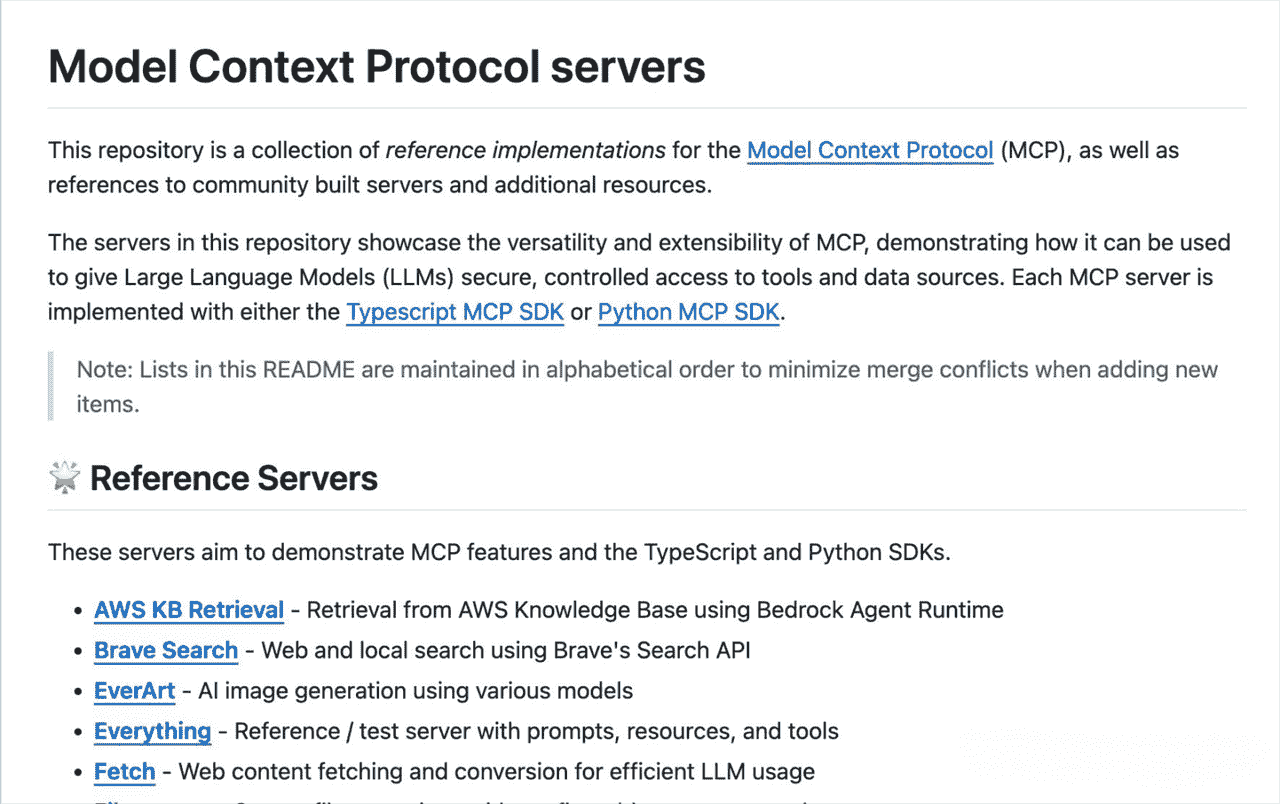 Model Context Protocol servers
This repository is a collection of reference implementations for the Model Context Protocol (MCP), as well as
references to community built servers and additional resources.
The servers in this repository showcase the versatility and extensibility of MCP, demonstrating how it can be used
to give Large Language Models (LLMs) secure, controlled access to tools and data sources. Each MCP server is
implemented with either the Typescript MCP SDK or Python MCP SDK.
Note: Lists in this README are maintained in alphabetical order to minimize merge conflicts when adding new
items.
🌟 Reference Servers
These servers aim to demonstrate MCP features and the TypeScript and Python SDKs.
• AWS KB Retrieval - Retrieval from AWS Knowledge Base using Bedrock Agent Runtime
• Brave Search - Web and local search using Brave's Search API
• EverArt - AI image generation using various models
• Everything - Reference / test server with prompts, resources, and tools
• Fetch - Web content fetching and conversion for efficient LLM usage